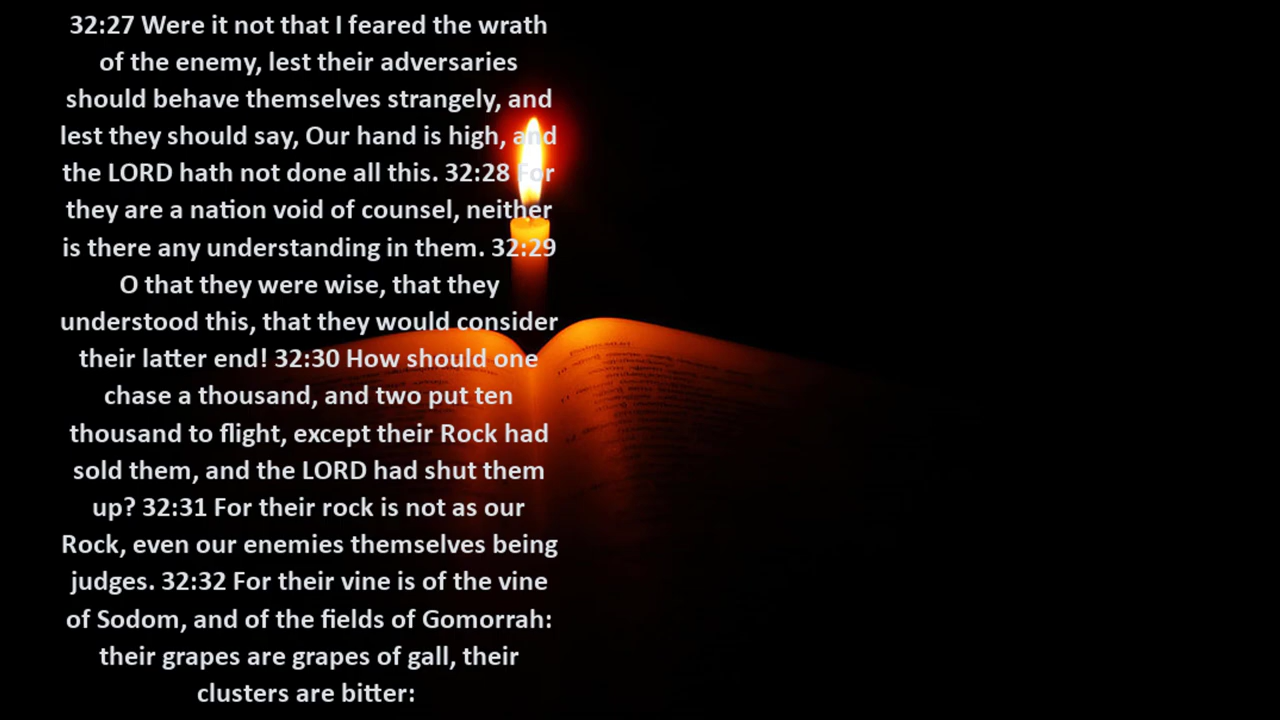 32:27 Were it not that I feared the wrath
of the enemy, lest their adversaries
should behave themselves strangely, and
lest they should say, Our hand is high, and
the LORD hath not done all this. 32:28 For
they are a nation void of counsel, neither
is there any understanding in them. 32:29
O that they were wise, that they
understood this, that they would consider
their latter end! 32:30 How should one
chase a thousand, and two put ten
thousand to flight, except their Rock had
sold them, and the LORD had shut them
up? 32:31 For their rock is not as our
Rock, even our enemies themselves being
judges. 32:32 For their vine is of the vine
of Sodom, and of the fields of Gomorrah:
their grapes are grapes of gall, their
clusters are bitter: